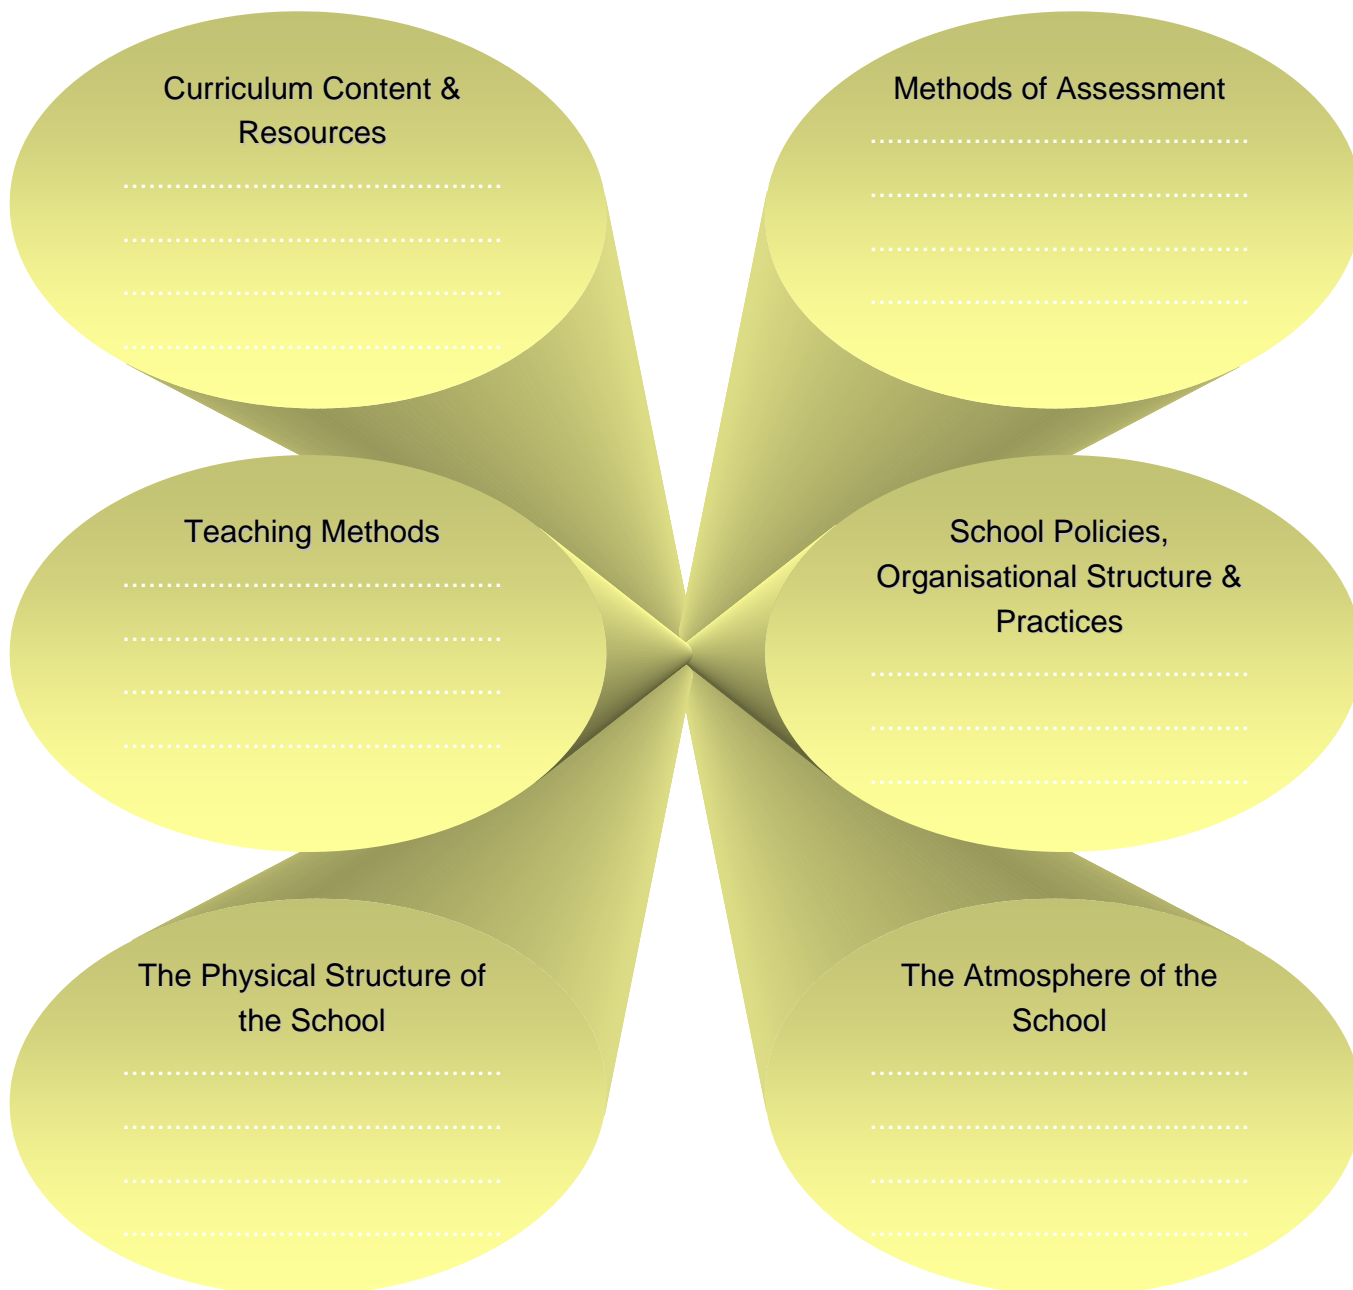 Curriculum Content &
Resources
............................................
............................................
............................................
............................................
Methods of Assessment
............................................
............................................
............................................
............................................
Teaching Methods
............................................
............................................
............................................
............................................
School Policies,
Organisational Structure &
Practices
............................................
............................................
............................................
The Physical Structure of
the School
............................................
............................................
............................................
............................................
The Atmosphere of the
School
............................................
............................................
............................................
............................................